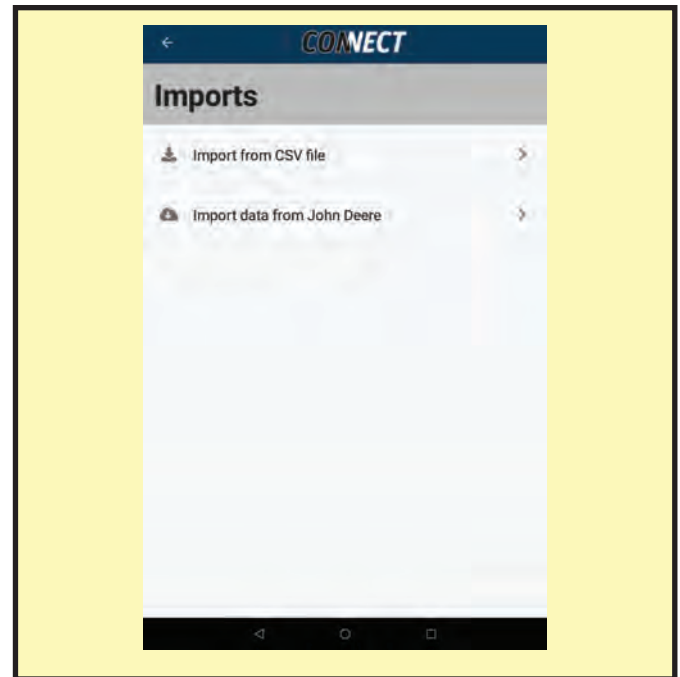 CONNECT
Imports
Import from CSV file
Import data from John Deere